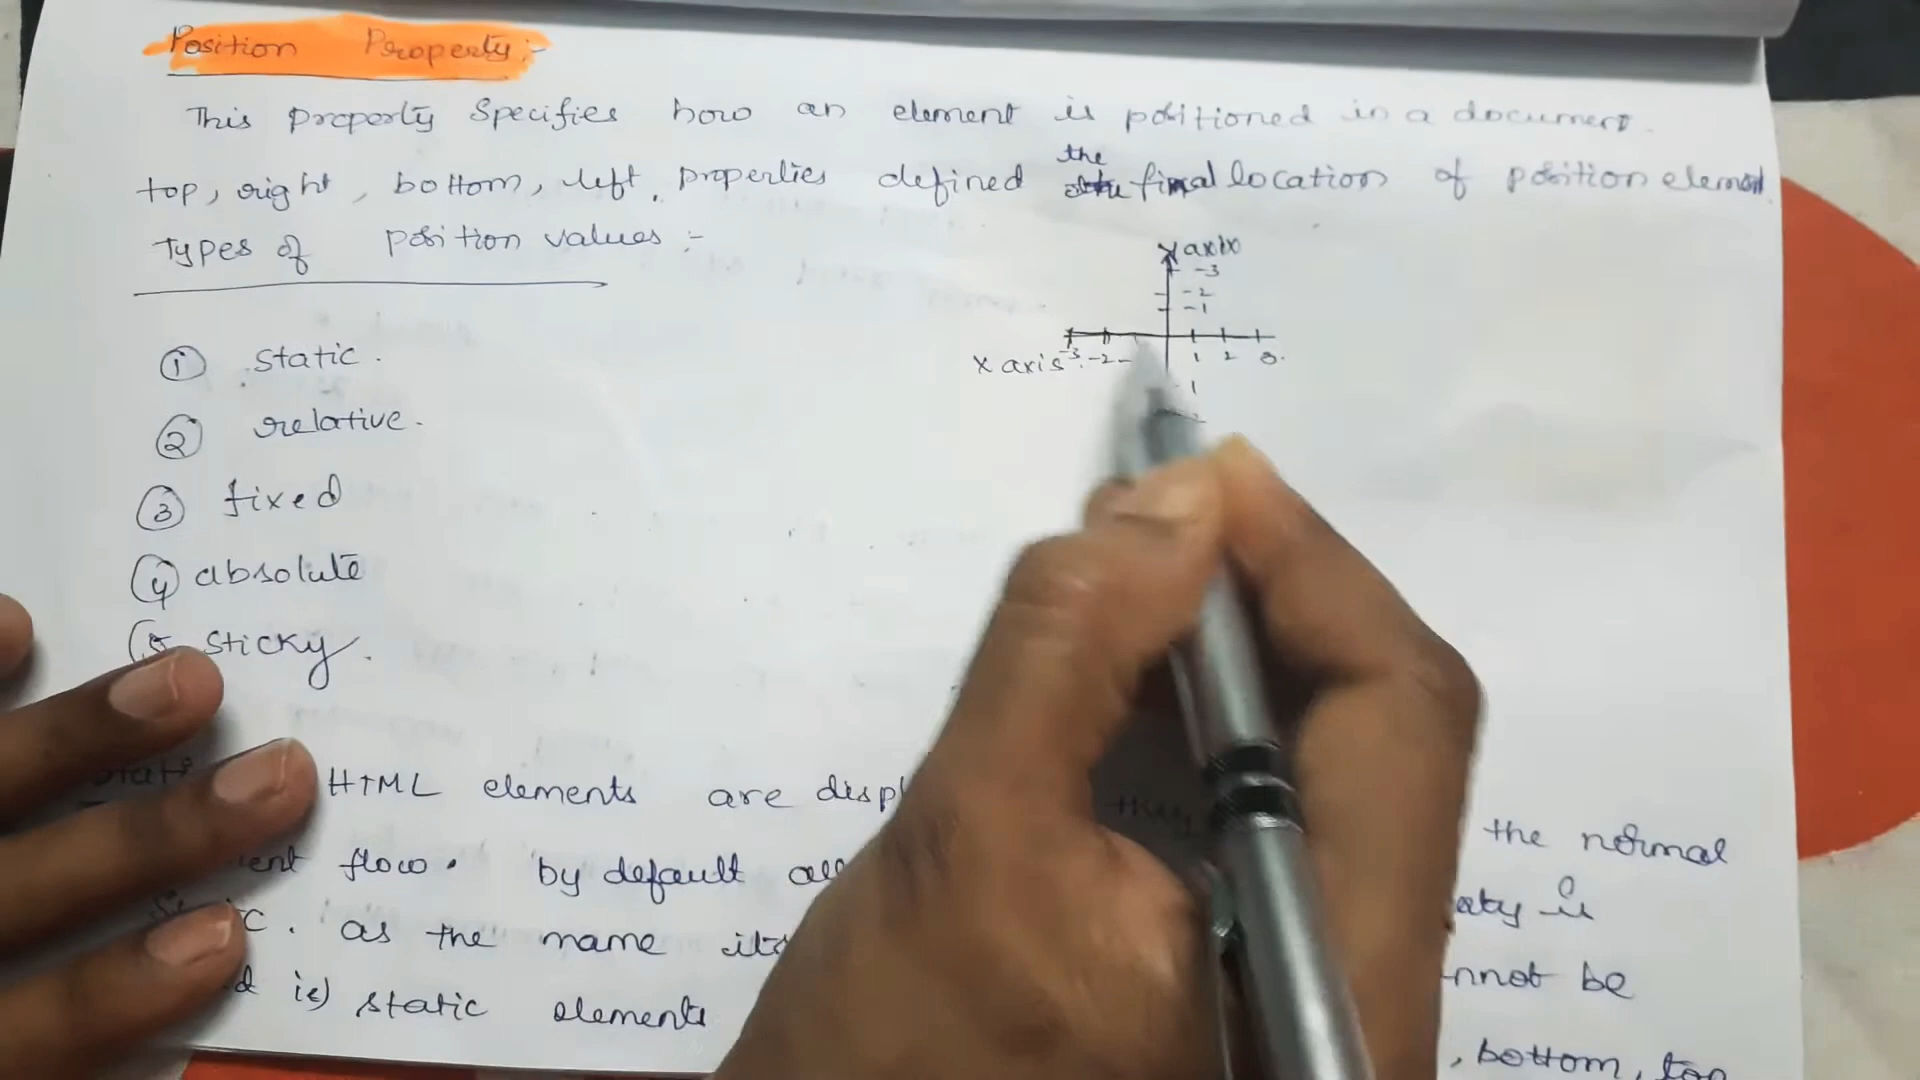 Position Property:-
This property specifies how an element is positioned in a document.
top, right, bottom, left, properties defined the final location of position element
Types of position values :-
Y axis
-3
-2
-1
-3 -2 - 1 2 3.
X axis
1
① static.
② relative.
③ fixed
④ absolute
⑤ sticky.
HTML elements are the normal
flow. by default
as the name is
ie) static elements be
, bottom, top